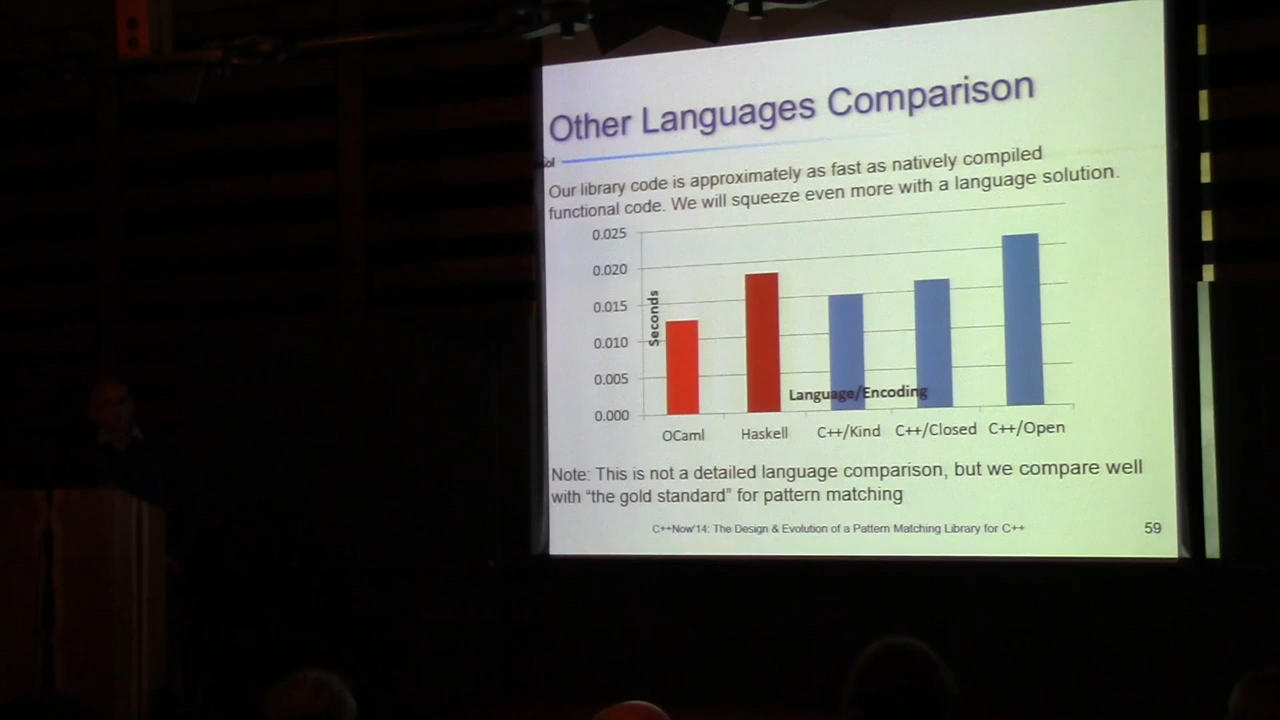 Other Languages Comparison
Our library code is approximately as fast as natively compiled
functional code. We will squeeze even more with a language solution.
0.025
0.020
0.015
0.010
0.005
0.000
Seconds
Language/Encoding
OCaml Haskell C++/Kind C++/Closed C++/Open
Note: This is not a detailed language comparison, but we compare well
with “the gold standard” for pattern matching
C++Now'14: The Design & Evolution of a Pattern Matching Library for C++
59